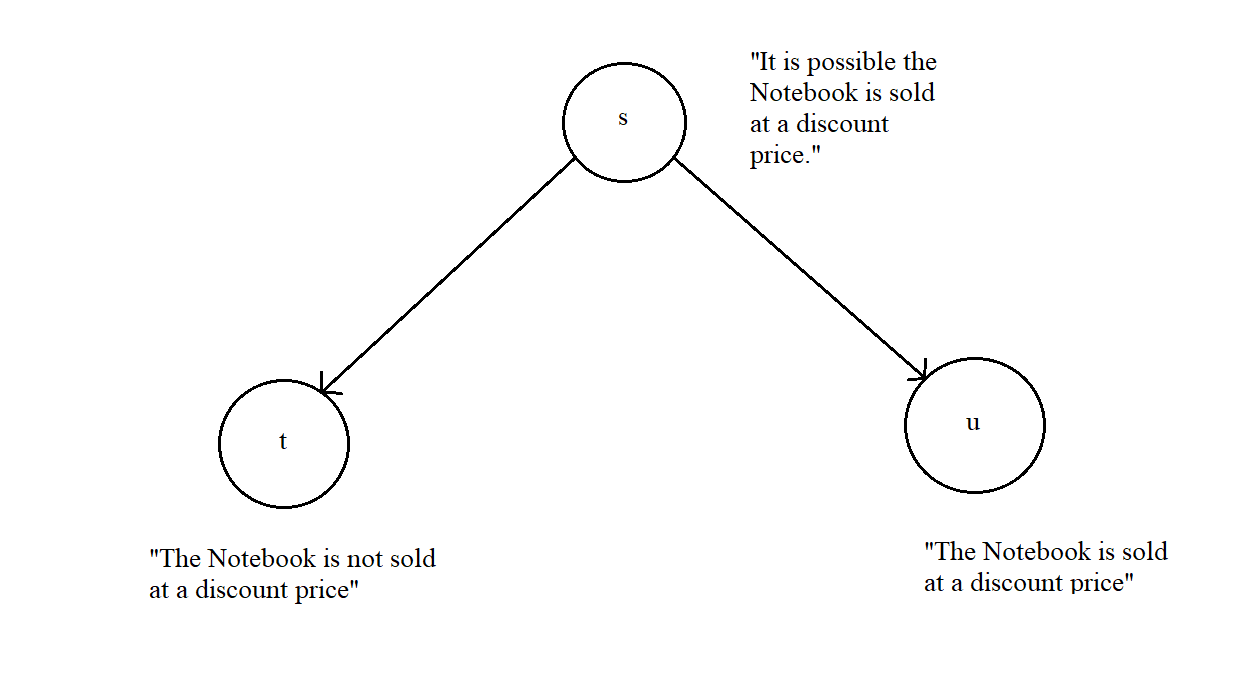 s
"It is possible the
Notebook is sold
at a discount
price."
t
u
"The Notebook is not sold
at a discount price"
"The Notebook is sold
at a discount price"